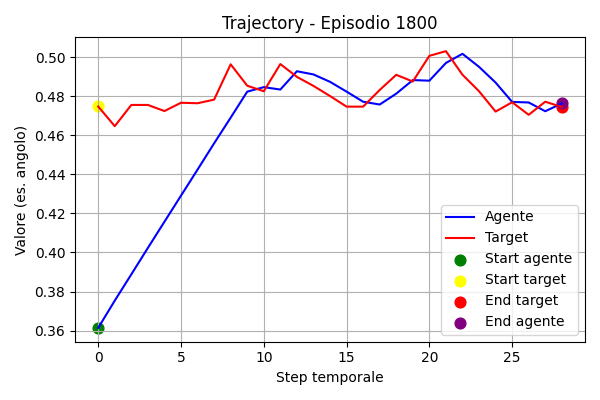 Trajectory - Episodio 1800
Valore (es. angolo)
0.50
0.48
0.46
0.44
0.42
0.40
0.38
0.36
0
5
10
15
20
25
Step temporale
Agente
Target
Start agente
Start target
End target
End agente